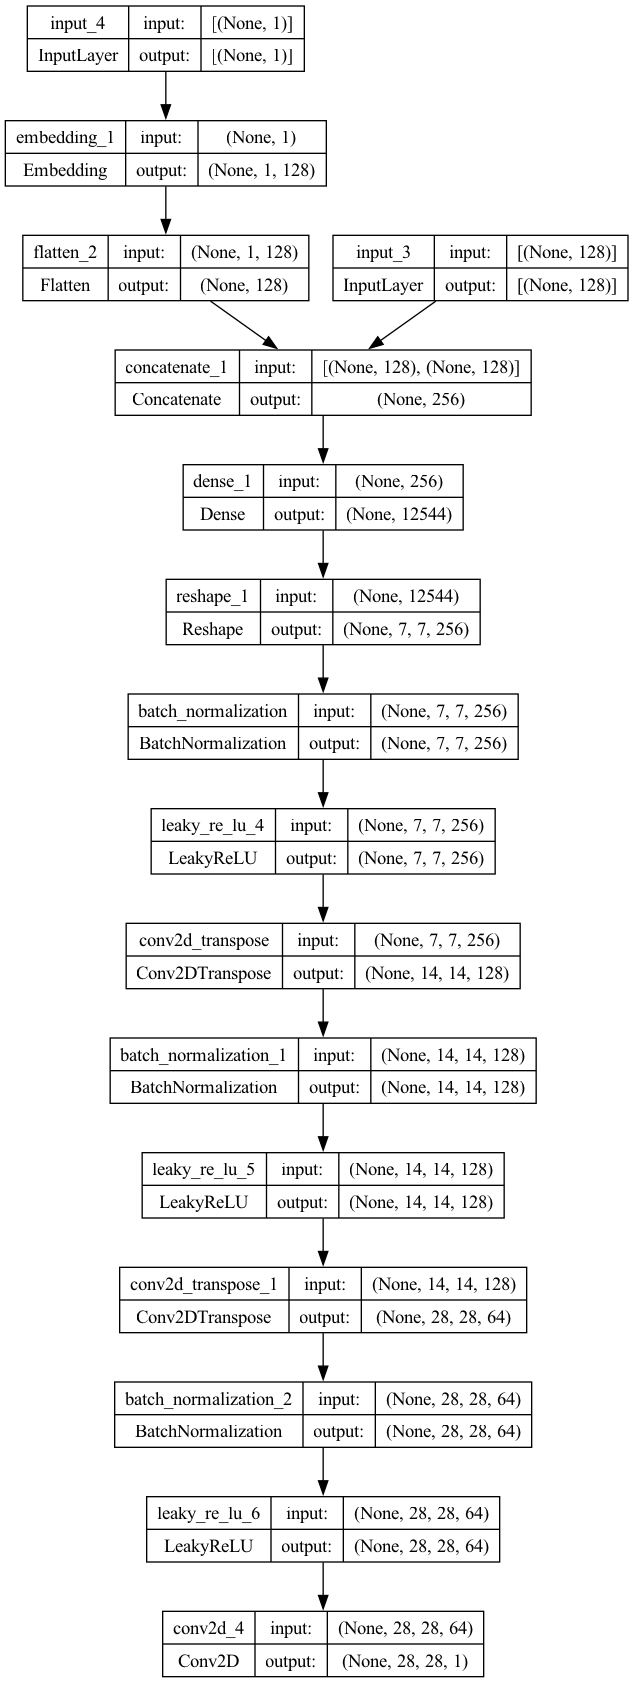 input_4 input: [(None, 1)]
InputLayer output: [(None, 1)]
embedding_1 input: (None, 1)
Embedding output: (None, 1, 128)
flatten_2 input: (None, 1, 128)
Flatten output: (None, 128)
input_3 input: [(None, 128)]
InputLayer output: [(None, 128)]
concatenate_1 input: [(None, 128), (None, 128)]
Concatenate output: (None, 256)
dense_1 input: (None, 256)
Dense output: (None, 12544)
reshape_1 input: (None, 12544)
Reshape output: (None, 7, 7, 256)
batch_normalization input: (None, 7, 7, 256)
BatchNormalization output: (None, 7, 7, 256)
leaky_re_lu_4 input: (None, 7, 7, 256)
LeakyReLU output: (None, 7, 7, 256)
conv2d_transpose input: (None, 7, 7, 256)
Conv2DTranspose output: (None, 14, 14, 128)
batch_normalization_1 input: (None, 14, 14, 128)
BatchNormalization output: (None, 14, 14, 128)
leaky_re_lu_5 input: (None, 14, 14, 128)
LeakyReLU output: (None, 14, 14, 128)
conv2d_transpose_1 input: (None, 14, 14, 128)
Conv2DTranspose output: (None, 28, 28, 64)
batch_normalization_2 input: (None, 28, 28, 64)
BatchNormalization output: (None, 28, 28, 64)
leaky_re_lu_6 input: (None, 28, 28, 64)
LeakyReLU output: (None, 28, 28, 64)
conv2d_4 input: (None, 28, 28, 64)
Conv2D output: (None, 28, 28, 1)